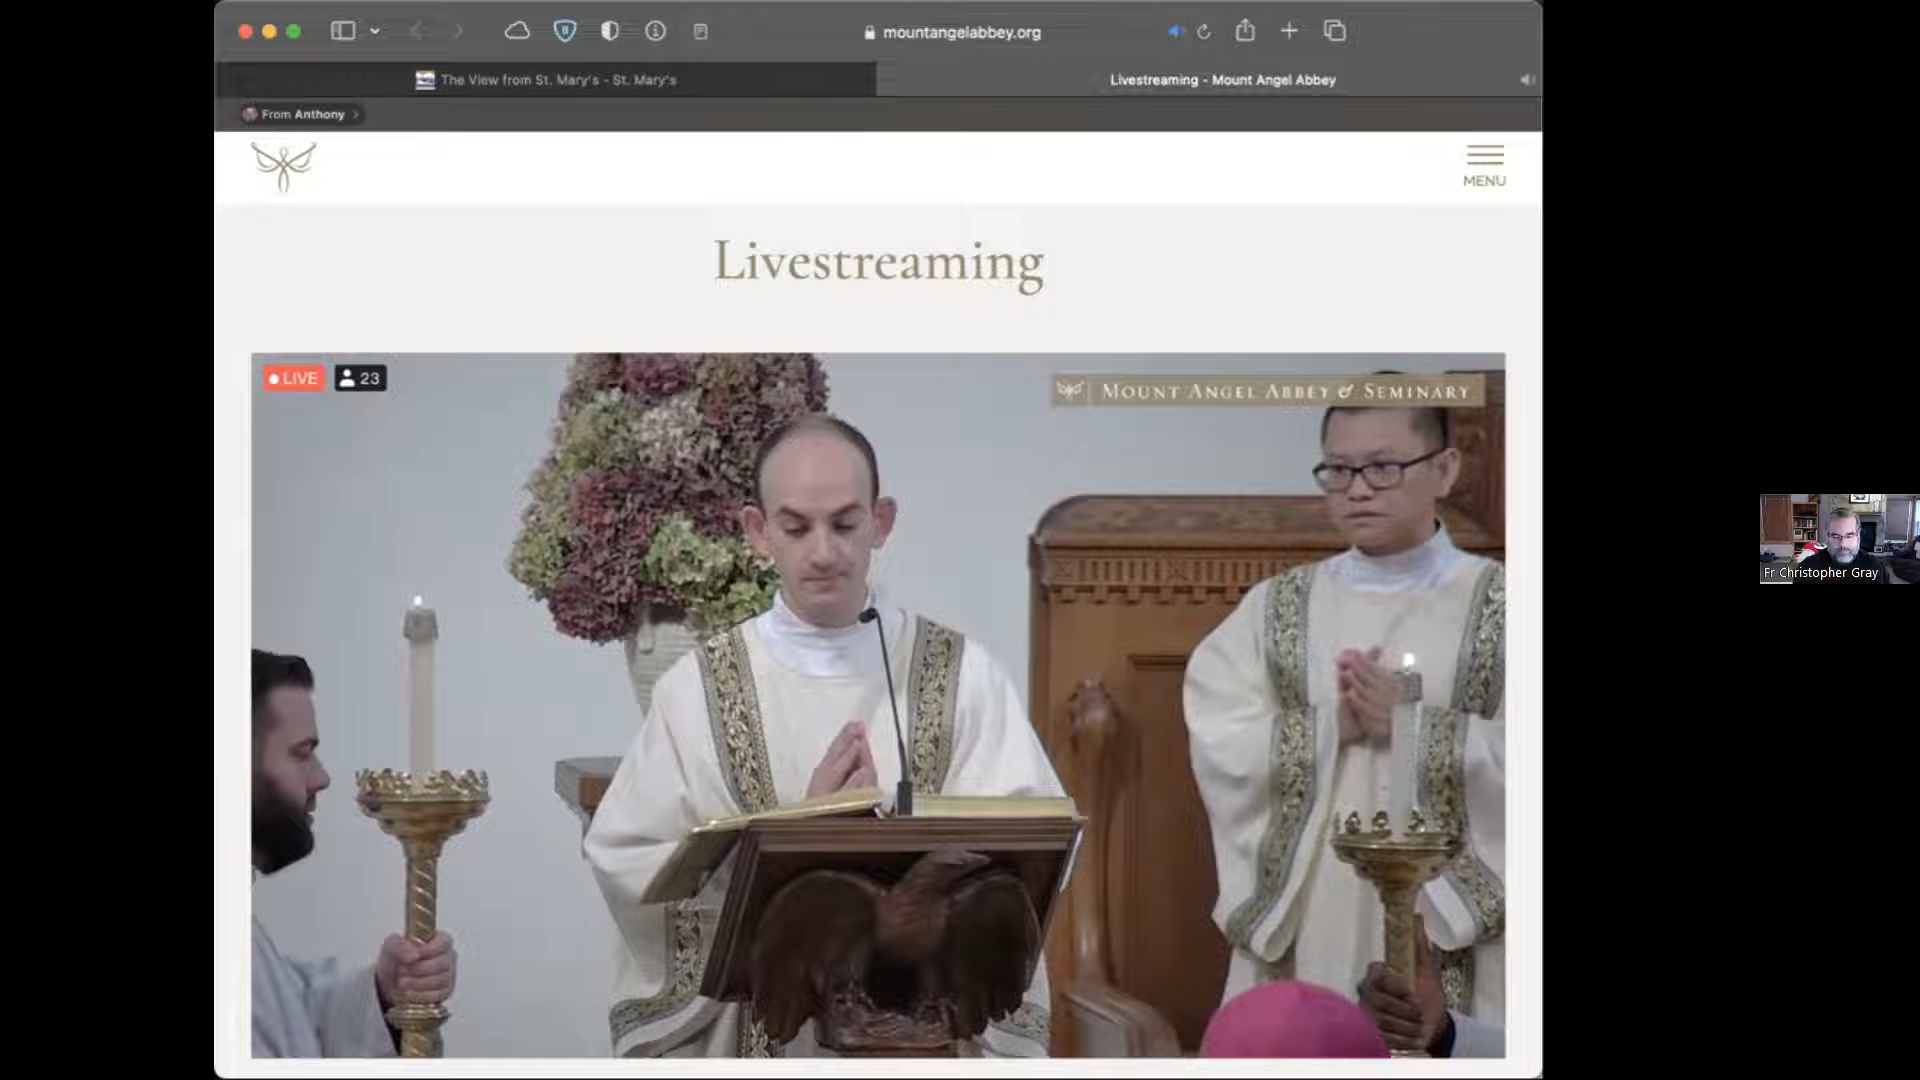 mountangelabbey.org
The View from St. Mary's - St. Mary's
Livestreaming - Mount Angel Abbey
From Anthony
MENU
Livestreaming
LIVE
23
MOUNT ANGEL ABBEY & SEMINARY
Fr Christopher Gray